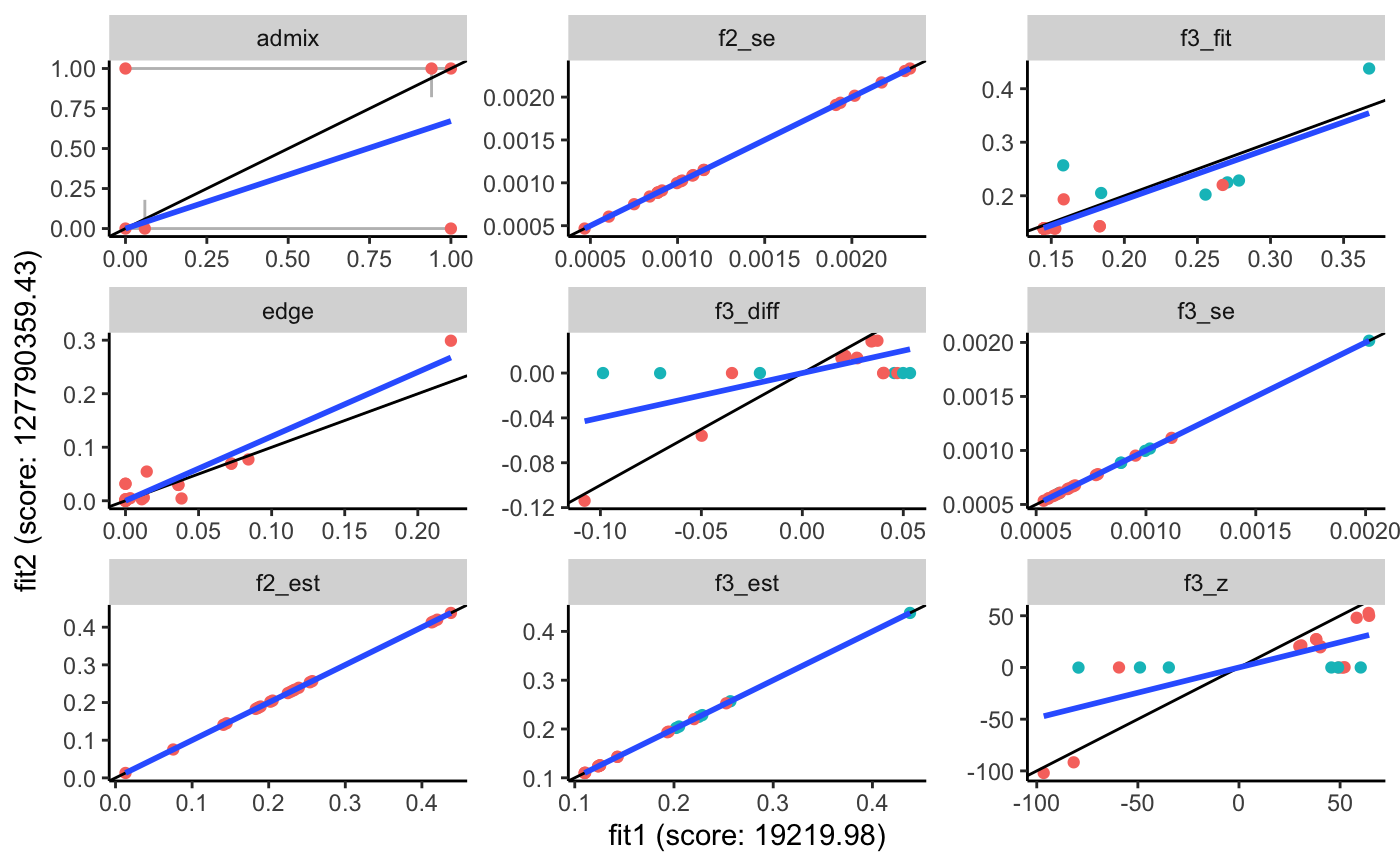 admix
f2_se
f3_fit
1.00
0.75
0.50
0.25
0.00
0.00 0.25 0.50 0.75 1.00
0.0020
0.0015
0.0010
0.0005
0.0005 0.0010 0.0015 0.0020
0.4
0.3
0.2
0.15 0.20 0.25 0.30 0.35
edge
f3_diff
f3_se
0.3
0.2
0.1
0.0
0.00 0.05 0.10 0.15 0.20
0.00
-0.04
-0.08
-0.12
-0.10 -0.05 0.00 0.05
0.0020
0.0015
0.0010
0.0005
0.0005 0.0010 0.0015 0.0020
f2_est
f3_est
f3_z
0.4
0.3
0.2
0.1
0.0
0.0 0.1 0.2 0.3 0.4
0.4
0.3
0.2
0.1
0.1 0.2 0.3 0.4
50
0
-50
-100
-100 -50 0 50
fit2 (score: 127790359.43)
fit1 (score: 19219.98)